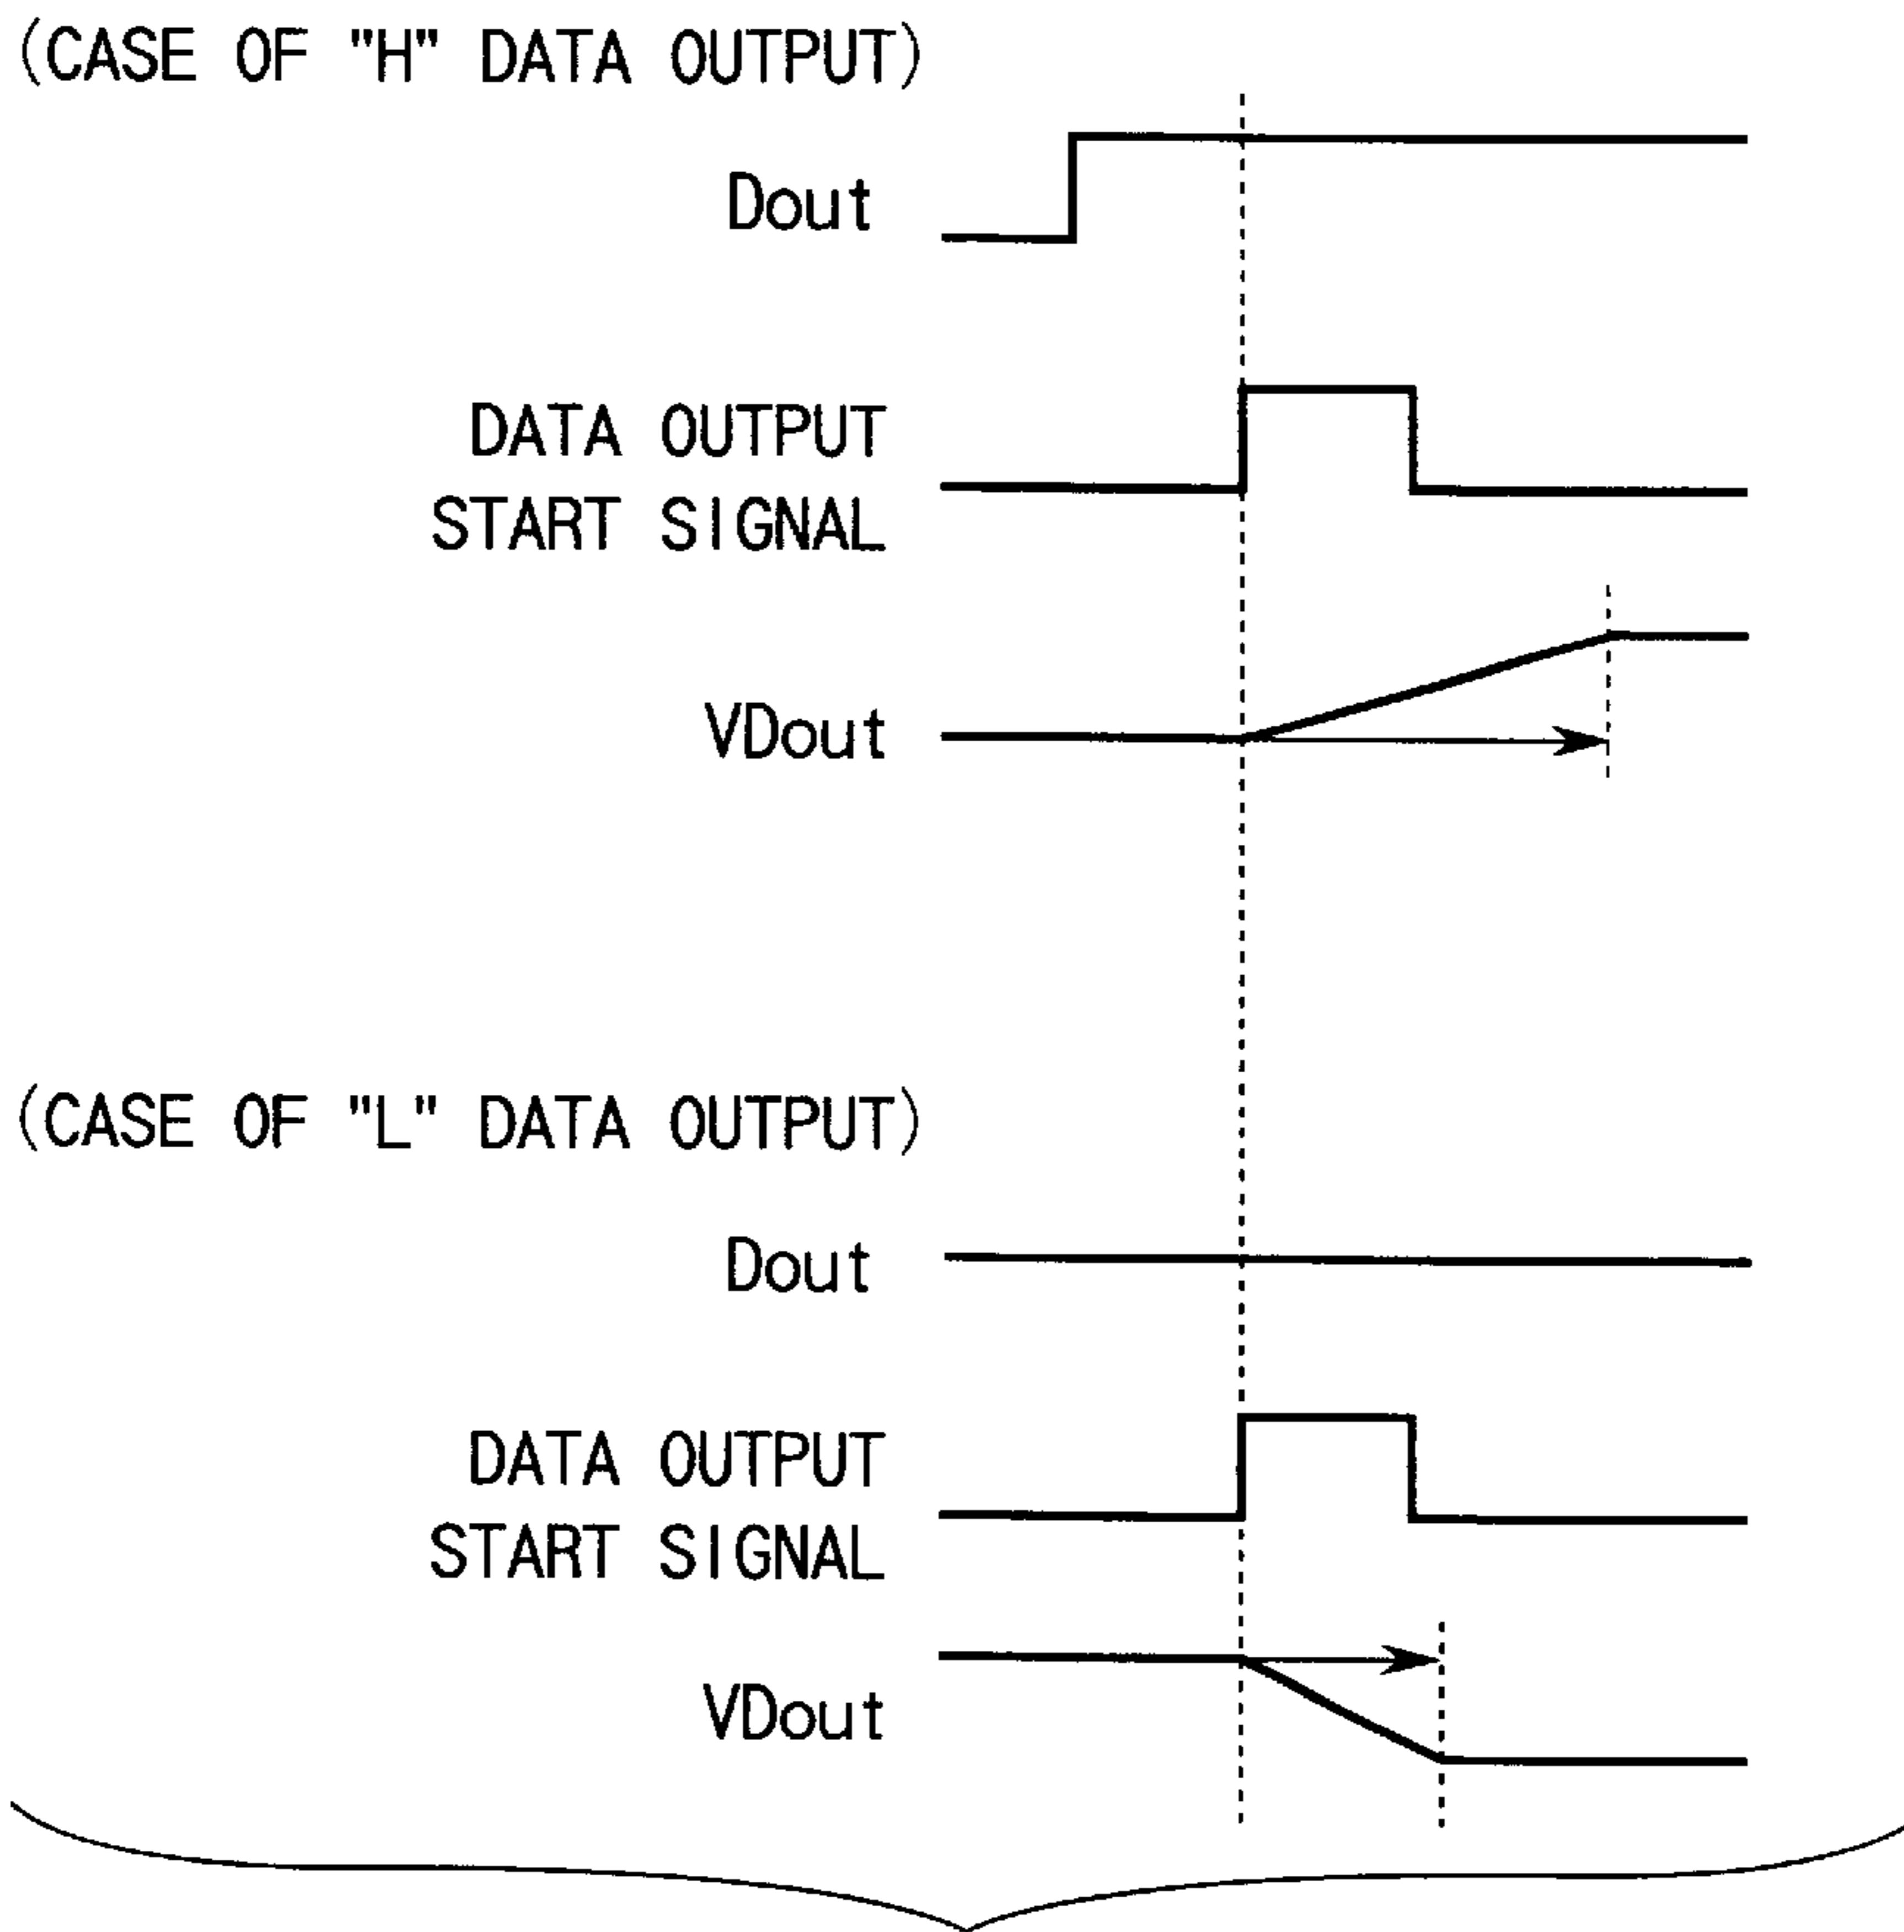 (CASE OF "H" DATA OUTPUT)
Dout
DATA OUTPUT
START SIGNAL
VDout
(CASE OF "L" DATA OUTPUT)
Dout
DATA OUTPUT
START SIGNAL
VDout